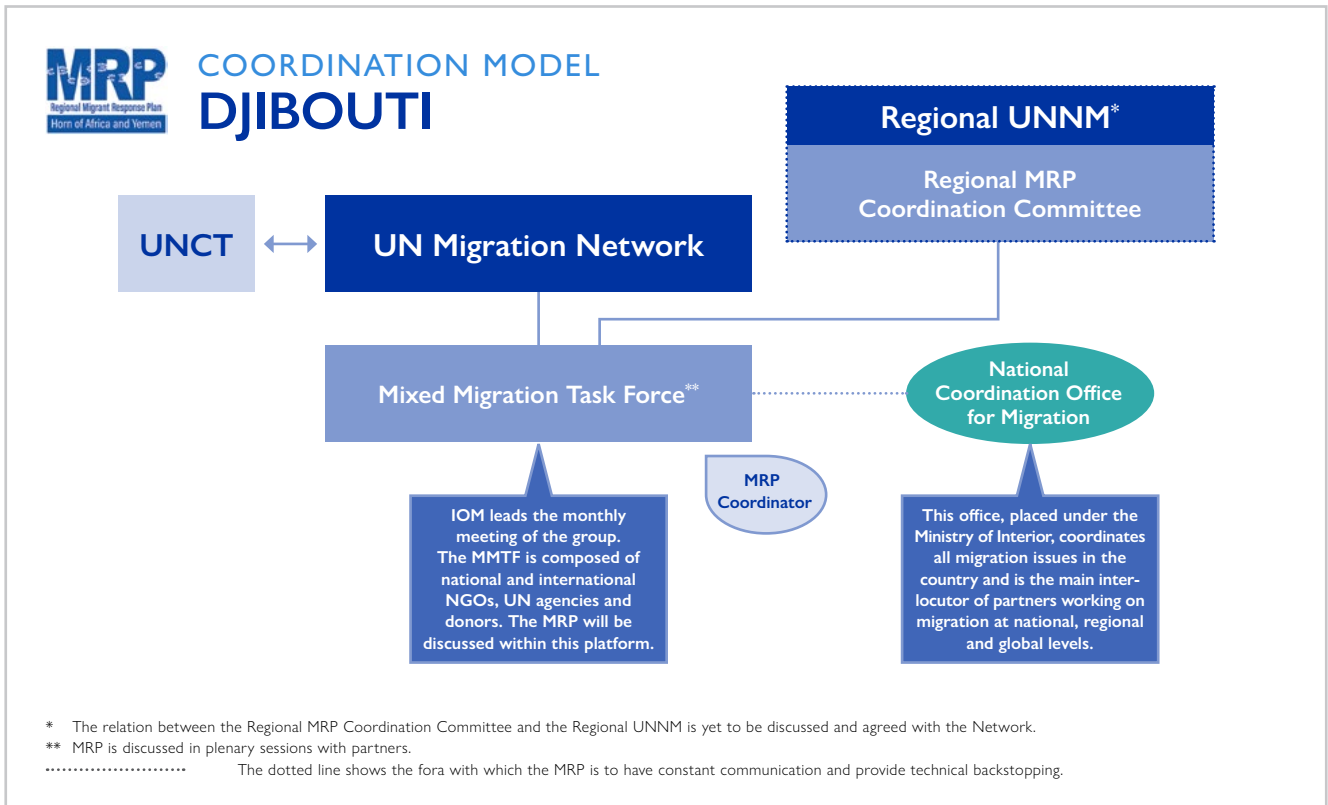 MRP
Regional Migrant Response Plan
Horn of Africa and Yemen
COORDINATION MODEL
DJIBOUTI
Regional UNNM*
Regional MRP
Coordination Committee
UNCT
UN Migration Network
Mixed Migration Task Force**
National
Coordination Office
for Migration
MRP
Coordinator
IOM leads the monthly
meeting of the group.
The MMTF is composed of
national and international
NGOs, UN agencies and
donors. The MRP will be
discussed within this platform.
This office, placed under the
Ministry of Interior, coordinates
all migration issues in the
country and is the main inter-
locutor of partners working on
migration at national, regional
and global levels.
* The relation between the Regional MRP Coordination Committee and the Regional UNNM is yet to be discussed and agreed with the Network.
** MRP is discussed in plenary sessions with partners.
The dotted line shows the fora with which the MRP is to have constant communication and provide technical backstopping.